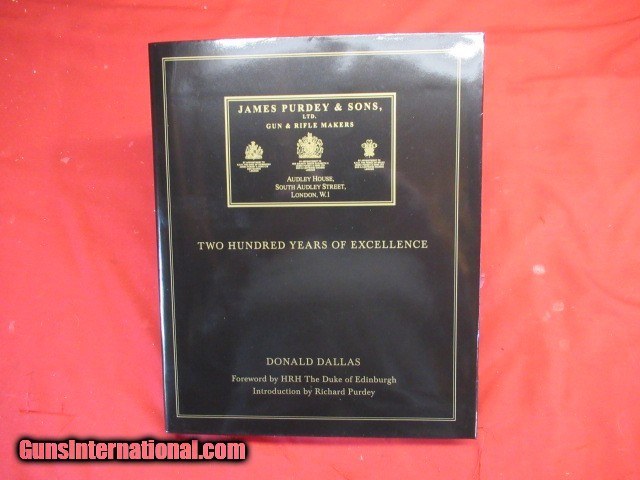 JAMES PURDEY & SONS,
LTD.
GUN & RIFLE MAKERS
AUDLEY HOUSE,
SOUTH AUDLEY STREET,
LONDON, W.1
TWO HUNDRED YEARS OF EXCELLENCE
DONALD DALLAS
Foreword by HRH The Duke of Edinburgh
Introduction by Richard Purdey
GunsInternational.com